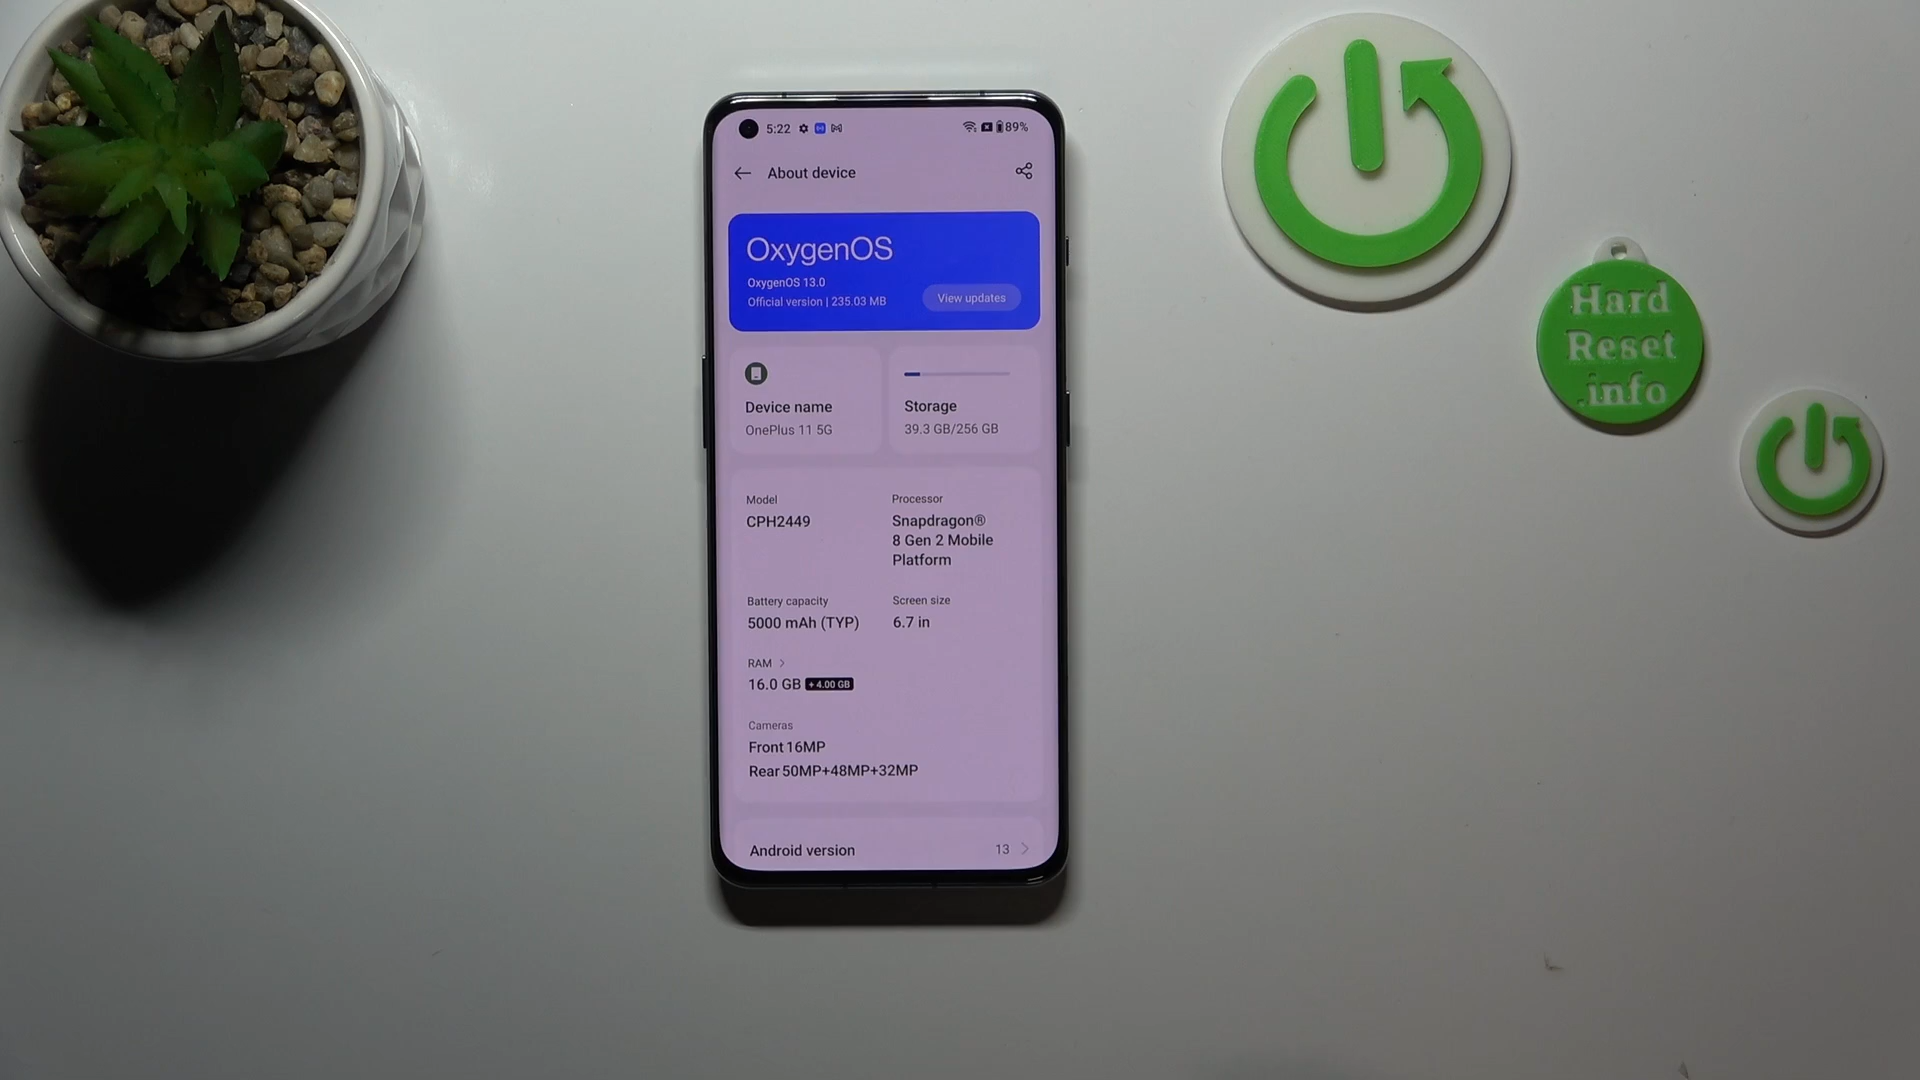 5:22
89%
About device
OxygenOS
OxygenOS 13.0
Official version | 235.03 MB
View updates
Device name
OnePlus 11 5G
Storage
39.3 GB/256 GB
Model
CPH2449
Processor
Snapdragon®
8 Gen 2 Mobile
Platform
Battery capacity
5000 mAh (TYP)
Screen size
6.7 in
RAM >
16.0 GB +4.00 GB
Cameras
Front 16MP
Rear 50MP+48MP+32MP
Android version
13 >
Hard
Reset
.info